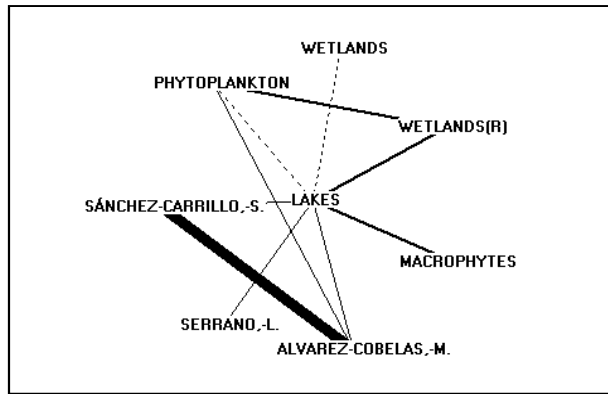 WETLANDS
PHYTOPLANKTON
WETLANDS(R)
LAKES
SÁNCHEZ-CARRILLO,-S.
MACROPHYTES
SERRANO,-L.
ALVAREZ-COBELAS,-M.